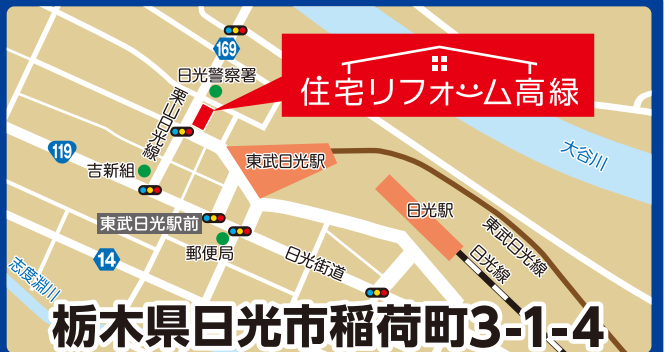 169
日光警察署
住宅リフォーム高緑
栗山日光線
大谷川
119
吉新組
東武日光駅
日光駅
東武日光駅前
郵便局
東武日光線
日光線
14
日光街道
志度淵川
栃木県日光市稲荷町3-1-4